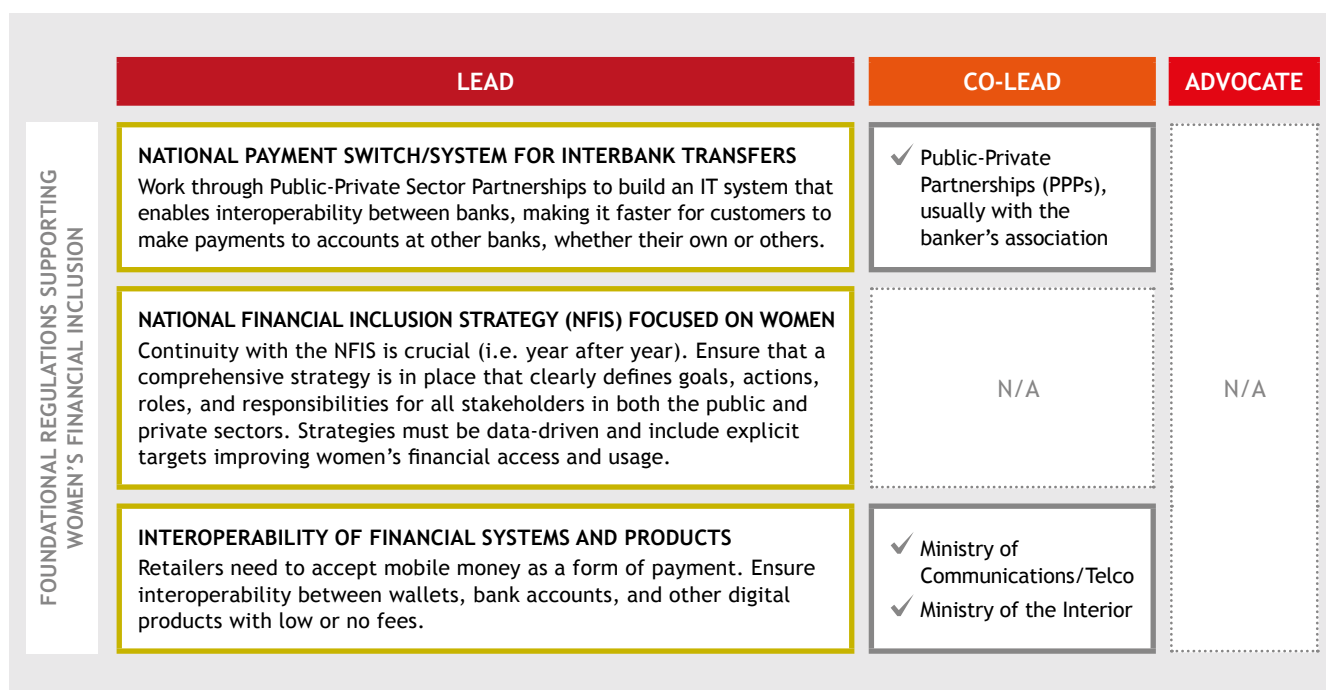 LEAD
CO-LEAD
ADVOCATE
FOUNDATIONAL REGULATIONS SUPPORTING
WOMEN'S FINANCIAL INCLUSION
NATIONAL PAYMENT SWITCH/SYSTEM FOR INTERBANK TRANSFERS
Work through Public-Private Sector Partnerships to build an IT system that
enables interoperability between banks, making it faster for customers to
make payments to accounts at other banks, whether their own or others.
✓ Public-Private
Partnerships (PPPs),
usually with the
banker's association
NATIONAL FINANCIAL INCLUSION STRATEGY (NFIS) FOCUSED ON WOMEN
Continuity with the NFIS is crucial (i.e. year after year). Ensure that a
comprehensive strategy is in place that clearly defines goals, actions,
roles, and responsibilities for all stakeholders in both the public and
private sectors. Strategies must be data-driven and include explicit
targets improving women's financial access and usage.
N/A
N/A
INTEROPERABILITY OF FINANCIAL SYSTEMS AND PRODUCTS
Retailers need to accept mobile money as a form of payment. Ensure
interoperability between wallets, bank accounts, and other digital
products with low or no fees.
✓ Ministry of
Communications/Telco
✓ Ministry of the Interior